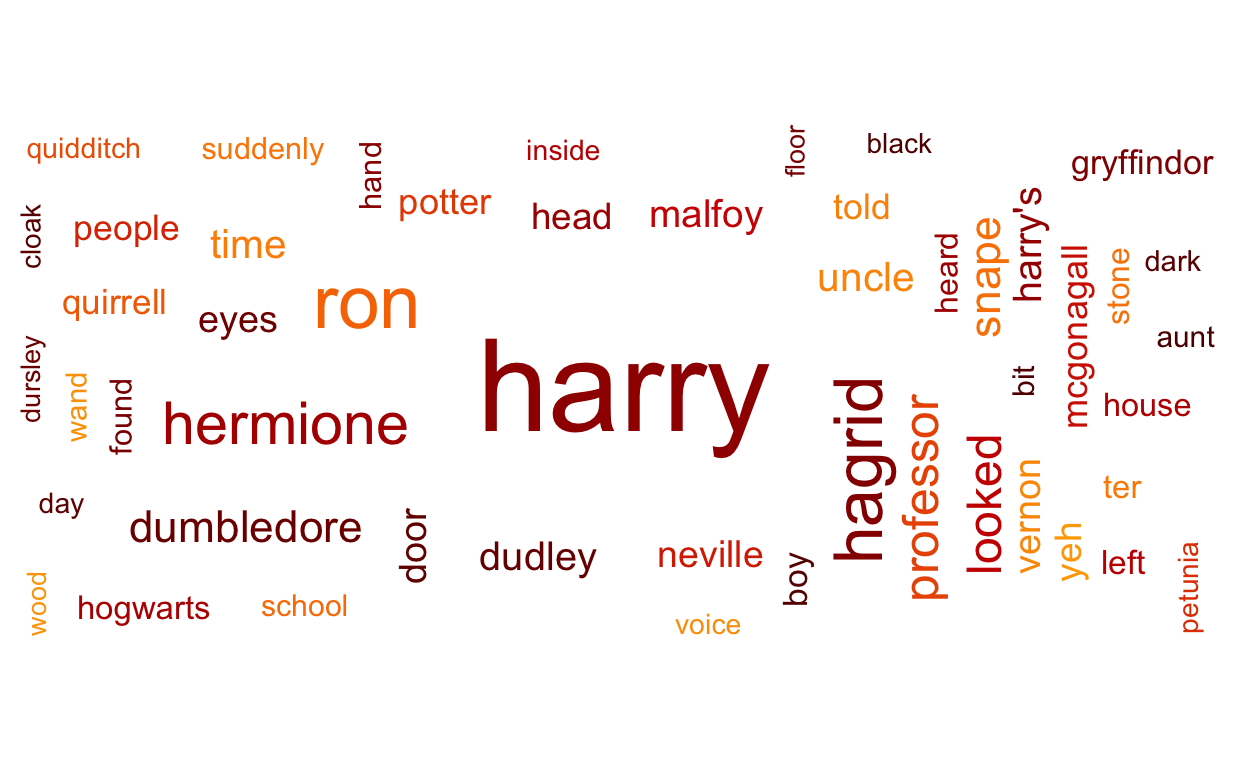 quidditch
suddenly
hand
inside
floor
black
gryffindor
cloak
people
time
potter
head
malfoy
told
harry's
snape
heard
uncle
mcgonagall
stone
dark
quirrell
eyes
ron
harry
aunt
dursley
wand
found
hermione
hagrid
professor
looked
bit
house
day
dumbledore
door
dudley
neville
vernon
yeh
ter
left
boy
wood
hogwarts
school
voice
petunia